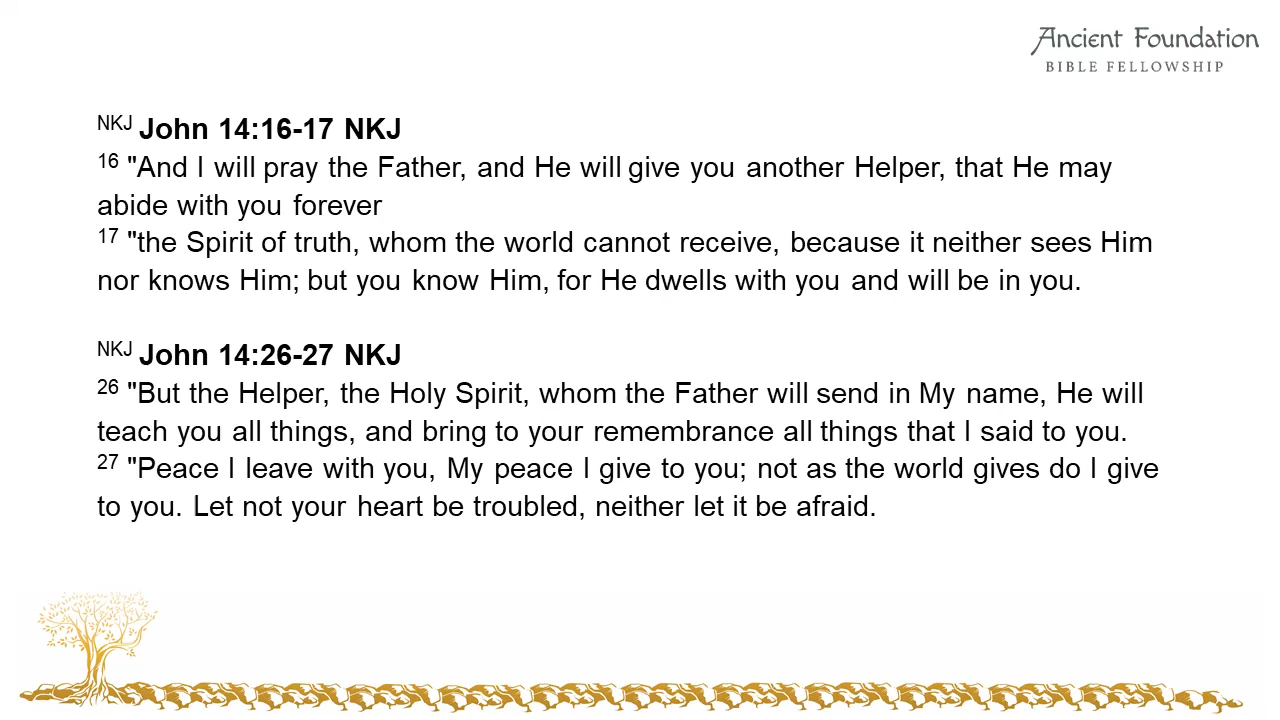 Ancient Foundation
BIBLE FELLOWSHIP
NKJ John 14:16-17 NKJ
16 "And I will pray the Father, and He will give you another Helper, that He may
abide with you forever
17 "the Spirit of truth, whom the world cannot receive, because it neither sees Him
nor knows Him; but you know Him, for He dwells with you and will be in you.
NKJ John 14:26-27 NKJ
26 "But the Helper, the Holy Spirit, whom the Father will send in My name, He will
teach you all things, and bring to your remembrance all things that I said to you.
27 "Peace I leave with you, My peace I give to you; not as the world gives do I give
to you. Let not your heart be troubled, neither let it be afraid.